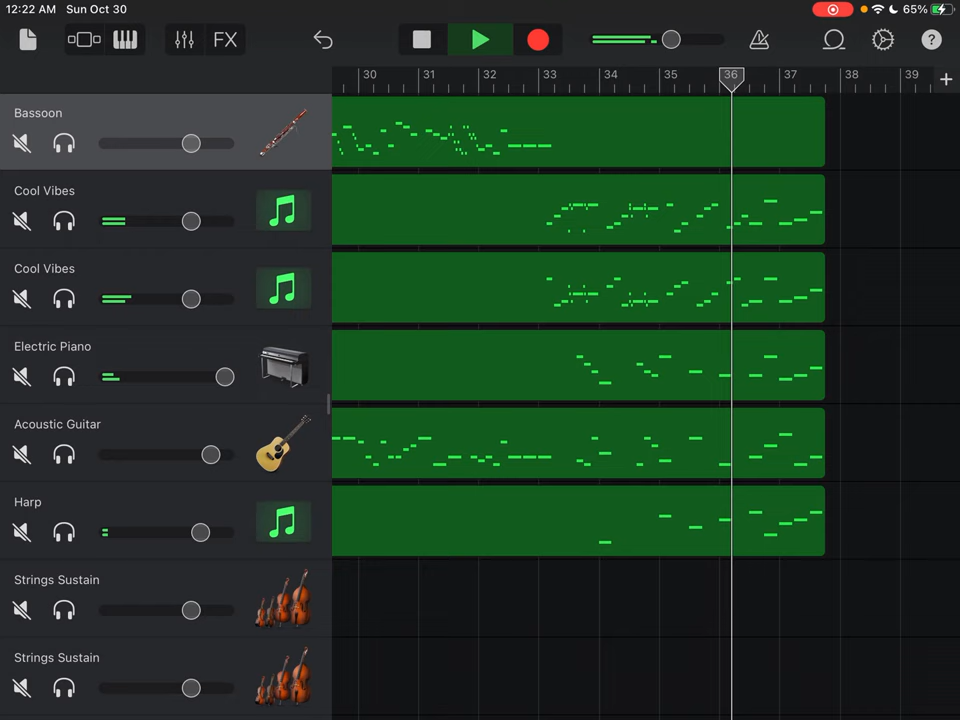 12:22 AM Sun Oct 30 65%
FX ?
30 31 32 33 34 35 36 37 38 39 +
Bassoon
Cool Vibes
Cool Vibes
Electric Piano
Acoustic Guitar
Harp
Strings Sustain
Strings Sustain